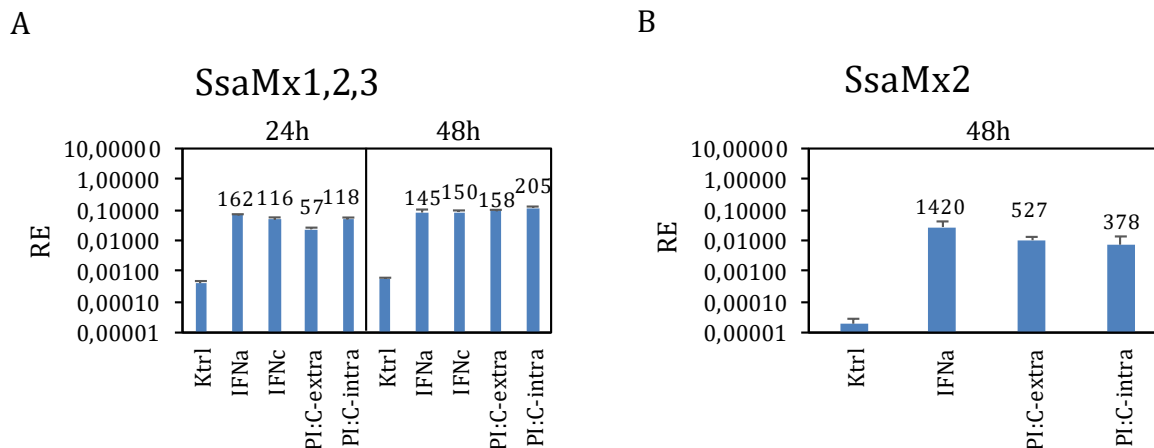 A
B
SsaMx1,2,3
SsaMx2
24h
48h
48h
10,00000
1,00000
0,10000
0,01000
0,00100
0,00010
0,00001
RE
162
116
57
118
145
150
158
205
Ktrl
IFNa
IFNc
PI:C-extra
PI:C-intra
Ktrl
IFNa
IFNc
PI:C-extra
PI:C-intra
10,00000
1,00000
0,10000
0,01000
0,00100
0,00010
0,00001
RE
1420
527
378
Ktrl
IFNa
PI:C-extra
PI:C-intra